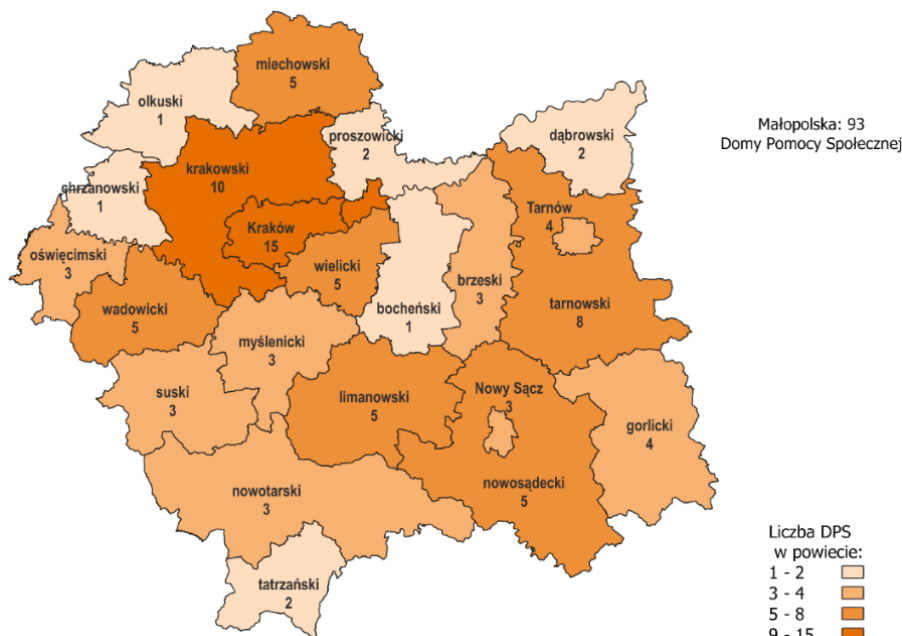 miechowski
5
olkuski
1
proszowicki
2
dąbrowski
2
Małopolska: 93
Domy Pomocy Społecznej
krakowski
10
chrzanowski
1
Kraków
15
Tarnów
4
oświęcimski
3
wielicki
5
brzeski
3
wadowicki
5
bocheński
1
tarnowski
8
myślenicki
3
suski
3
limanowski
5
Nowy Sącz
3
gorlicki
4
nowotarski
3
nowosądecki
5
tatrzański
2
Liczba DPS
w powiecie:
1 - 2
3 - 4
5 - 8
9 - 15